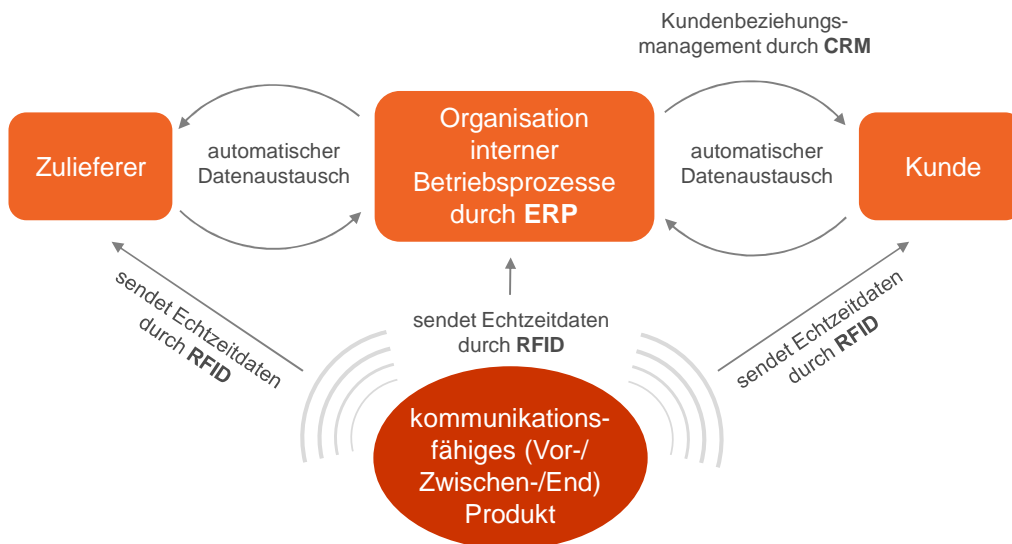 Kundenbeziehungs-
management durch CRM
Zulieferer
automatischer
Datenaustausch
Organisation
interner
Betriebsprozesse
durch ERP
automatischer
Datenaustausch
Kunde
sendet Echtzeitdaten
durch RFID
sendet Echtzeitdaten
durch RFID
sendet Echtzeitdaten
durch RFID
kommunikations-
fähiges (Vor-/
Zwischen-/End)
Produkt